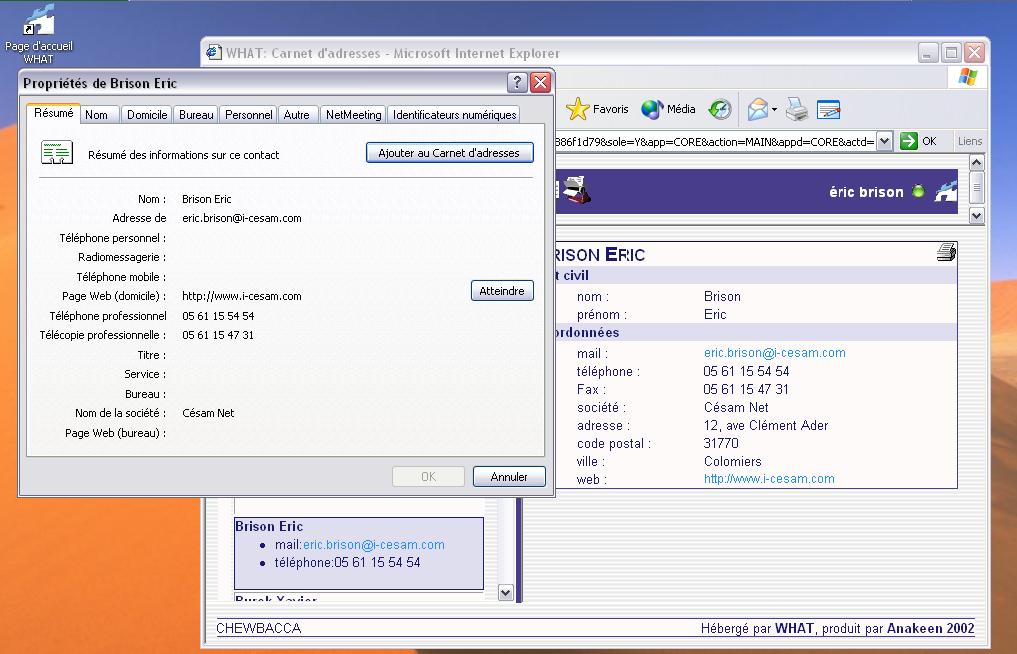 Page d'accueil
WHAT
WHAT: Carnet d'adresses - Microsoft Internet Explorer
Propriétés de Brison Eric
Résumé Nom Domicile Bureau Personnel Autre NetMeeting Identificateurs numériques
Résumé des informations sur ce contact
Ajouter au Carnet d'adresses
Nom : Brison Eric
Adresse de eric.brison@i-cesam.com
Téléphone personnel :
Radiomessagerie :
Téléphone mobile :
Page Web (domicile) : http://www.i-cesam.com
Atteindre
Téléphone professionnel 05 61 15 54 54
Télécopie professionnelle : 05 61 15 47 31
Titre :
Service :
Bureau :
Nom de la société : Césam Net
Page Web (bureau) :
OK Annuler
Favoris Média
386f1d79&sole=Y&app=CORE&action=MAIN&appd=CORE&actd= OK Liens
éric brison
RISON ERIC
t civil
nom : Brison
prénom : Eric
ordonnées
mail : eric.brison@i-cesam.com
téléphone : 05 61 15 54 54
Fax : 05 61 15 47 31
société : Césam Net
adresse : 12, ave Clément Ader
code postal : 31770
ville : Colomiers
web : http://www.i-cesam.com
Brison Eric
mail:eric.brison@i-cesam.com
téléphone:05 61 15 54 54
CHEWBACCA
Hébergé par WHAT, produit par Anakeen 2002